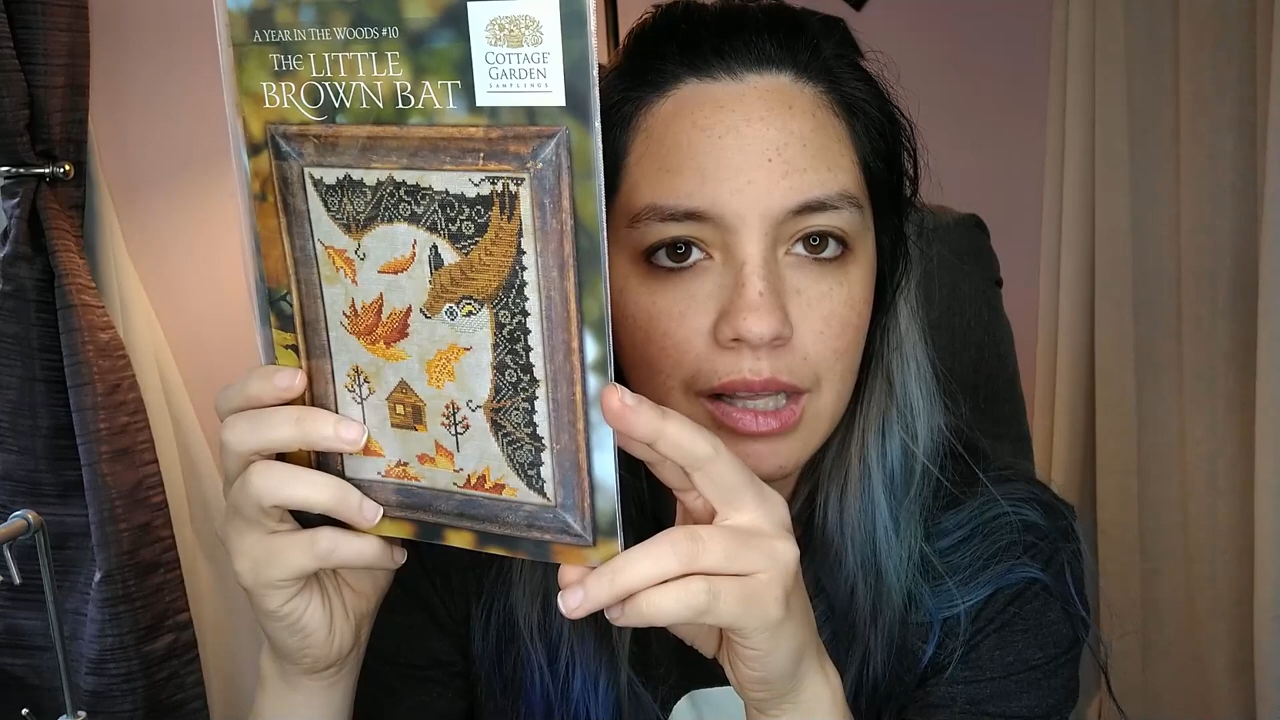 A YEAR IN THE WOODS #10
THE LITTLE
BROWN BAT
COTTAGE
GARDEN
SAMPLINGS